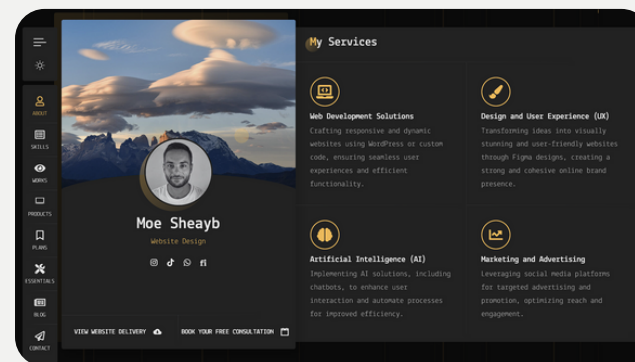 ABOUT
SKILLS
WORKS
PRODUCTS
PLANS
ESSENTIALS
BLOG
CONTACT
Moe Sheayb
Website Design
VIEW WEBSITE DELIVERY
BOOK YOUR FREE CONSULTATION
My Services
Web Development Solutions
Crafting responsive and dynamic
websites using WordPress or custom
code, ensuring seamless user
experiences and efficient
functionality.
Design and User Experience (UX)
Transforming ideas into visually
stunning and user-friendly websites
through Figma designs, creating a
strong and cohesive online brand
presence.
Artificial Intelligence (AI)
Implementing AI solutions, including
chatbots, to enhance user
interaction and automate processes
for improved efficiency.
Marketing and Advertising
Leveraging social media platforms
for targeted advertising and
promotion, optimizing reach and
engagement.